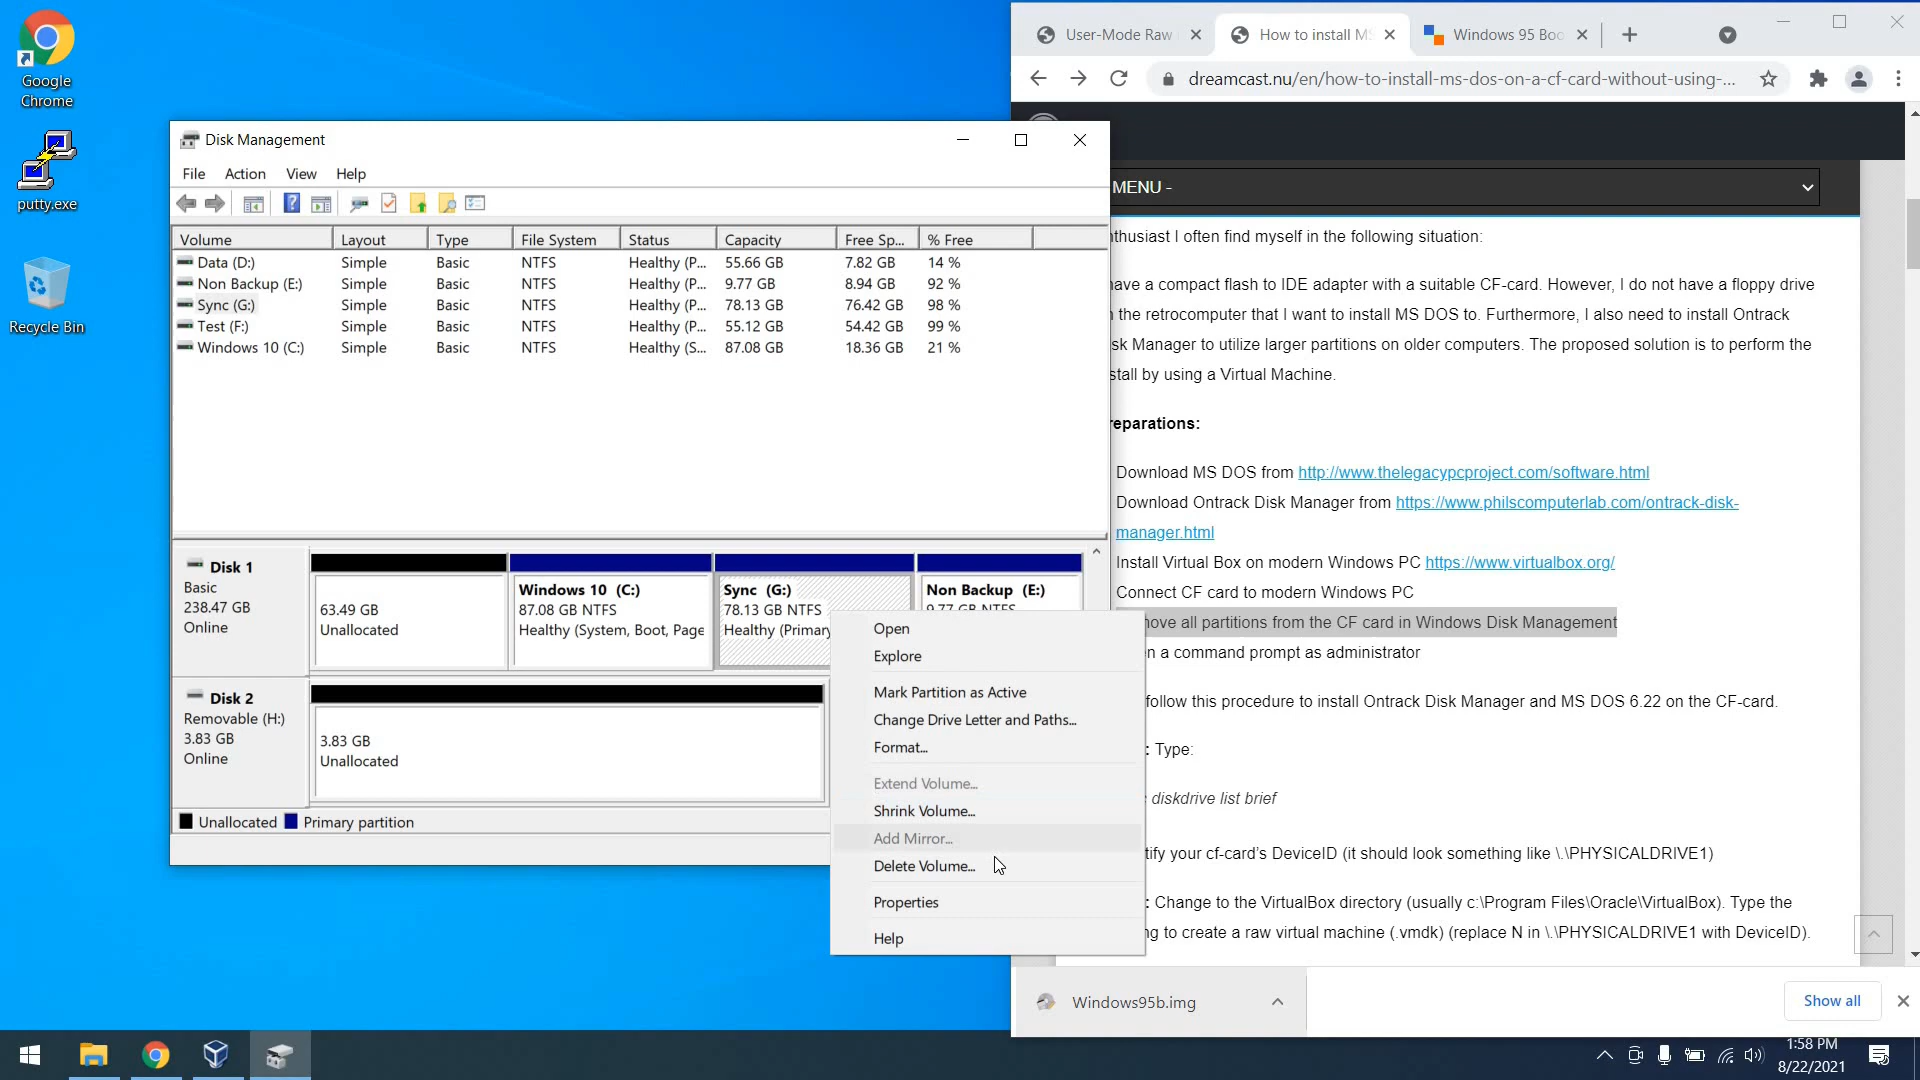 Google
Chrome
putty.exe
Recycle Bin
User-Mode Raw
How to install MS
Windows 95 Boo
dreamcast.nu/en/how-to-install-ms-dos-on-a-cf-card-without-using-...
Disk Management
File Action View Help
Volume Layout Type File System Status Capacity Free Sp... % Free
Data (D:) Simple Basic NTFS Healthy (P... 55.66 GB 7.82 GB 14 %
Non Backup (E:) Simple Basic NTFS Healthy (P... 9.77 GB 8.94 GB 92 %
Sync (G:) Simple Basic NTFS Healthy (P... 78.13 GB 76.42 GB 98 %
Test (F:) Simple Basic NTFS Healthy (P... 55.12 GB 54.42 GB 99 %
Windows 10 (C:) Simple Basic NTFS Healthy (S... 87.08 GB 18.36 GB 21 %
Disk 1
Basic
238.47 GB
Online
63.49 GB
Unallocated
Windows 10 (C:)
87.08 GB NTFS
Healthy (System, Boot, Page
Sync (G:)
78.13 GB NTFS
Healthy (Primary
Non Backup (E:)
9.77 GB NTFS
Disk 2
Removable (H:)
3.83 GB
Online
3.83 GB
Unallocated
Unallocated Primary partition
Open
Explore
Mark Partition as Active
Change Drive Letter and Paths...
Format...
Extend Volume...
Shrink Volume...
Add Mirror...
Delete Volume...
Properties
Help
MENU -
thusiast I often find myself in the following situation:
have a compact flash to IDE adapter with a suitable CF-card. However, I do not have a floppy drive
the retrocomputer that I want to install MS DOS to. Furthermore, I also need to install Ontrack
sk Manager to utilize larger partitions on older computers. The proposed solution is to perform the
stall by using a Virtual Machine.
reparations:
Download MS DOS from http://www.thelegacypcproject.com/software.html
Download Ontrack Disk Manager from https://www.philscomputerlab.com/ontrack-disk-
manager.html
Install Virtual Box on modern Windows PC https://www.virtualbox.org/
Connect CF card to modern Windows PC
ove all partitions from the CF card in Windows Disk Management
n a command prompt as administrator
follow this procedure to install Ontrack Disk Manager and MS DOS 6.22 on the CF-card.
: Type:
diskdrive list brief
tify your cf-card's DeviceID (it should look something like \.\PHYSICALDRIVE1)
: Change to the VirtualBox directory (usually c:\Program Files\Oracle\VirtualBox). Type the
ng to create a raw virtual machine (.vmdk) (replace N in \.\PHYSICALDRIVE1 with DeviceID).
Windows95b.img
Show all
1:58 PM
8/22/2021